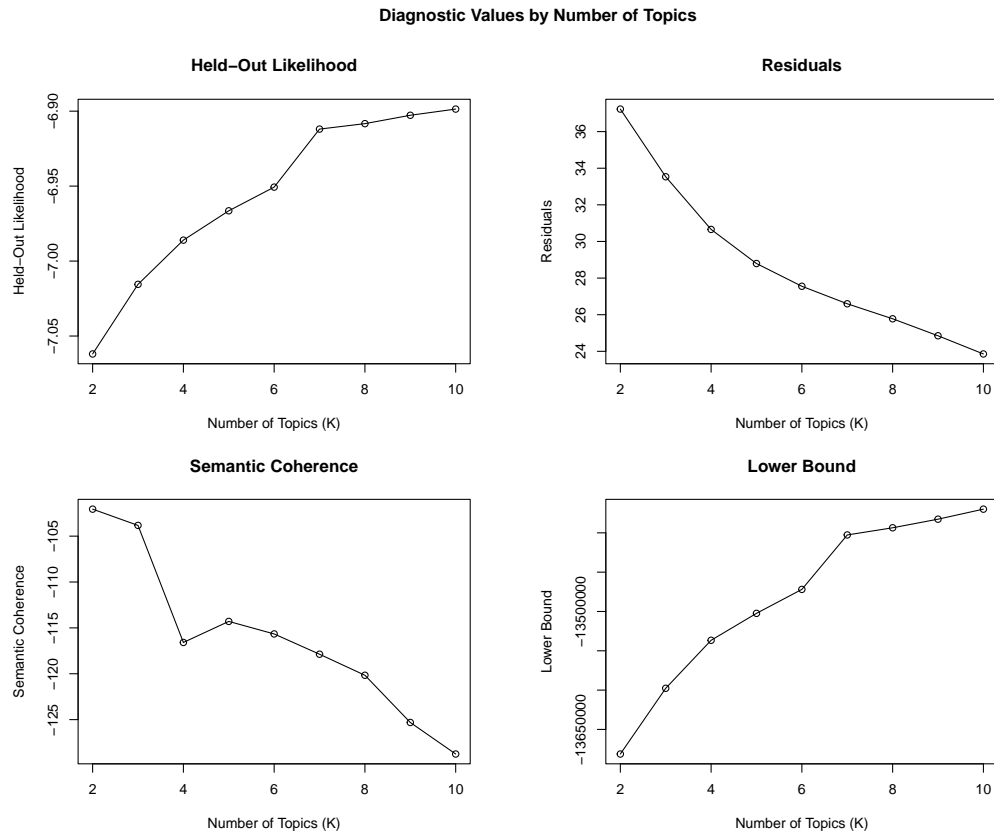 Diagnostic Values by Number of Topics
Held−Out Likelihood
Held−Out Likelihood
−6.90
−6.95
−7.00
−7.05
2 4 6 8 10
Number of Topics (K)
Residuals
Residuals
36
34
32
30
28
26
24
2 4 6 8 10
Number of Topics (K)
Semantic Coherence
Semantic Coherence
−105
−110
−115
−120
−125
2 4 6 8 10
Number of Topics (K)
Lower Bound
Lower Bound
−13500000
−13650000
2 4 6 8 10
Number of Topics (K)